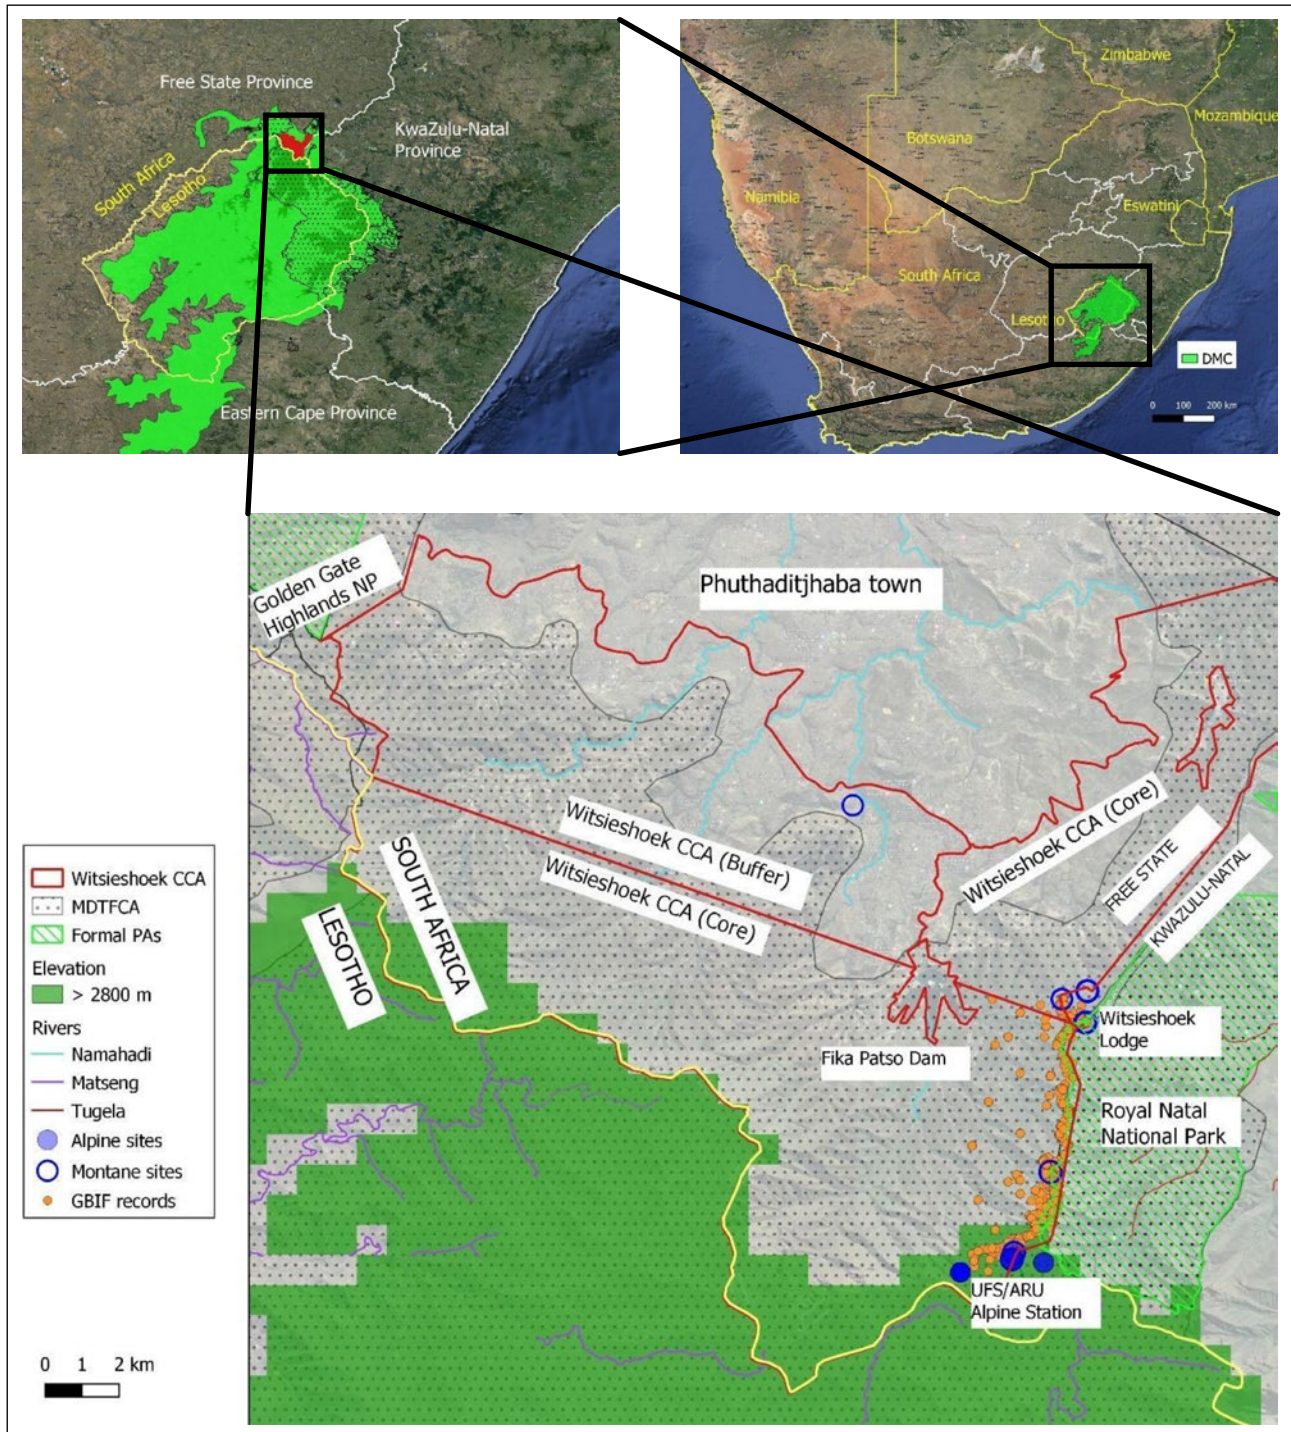 Free State Province
KwaZulu-Natal
Province
South Africa
Lesotho
Eastern Cape Province
Zimbabwe
Mozambique
Botswana
Namibia
Eswatini
South Africa
Lesotho
DMC
0 100 200 km
Golden Gate
Highlands NP
Phuthaditjhaba town
Witsieshoek CCA (Buffer)
Witsieshoek CCA (Core)
Witsieshoek CCA (Core)
FREE STATE
KWAZULU-NATAL
SOUTH AFRICA
LESOTHO
Fika Patso Dam
Witsieshoek
Lodge
Royal Natal
National Park
UFS/ARU
Alpine Station
Witsieshoek CCA
MDTFCA
Formal PAs
Elevation
> 2800 m
Rivers
Namahadi
Matseng
Tugela
Alpine sites
Montane sites
GBIF records
0 1 2 km